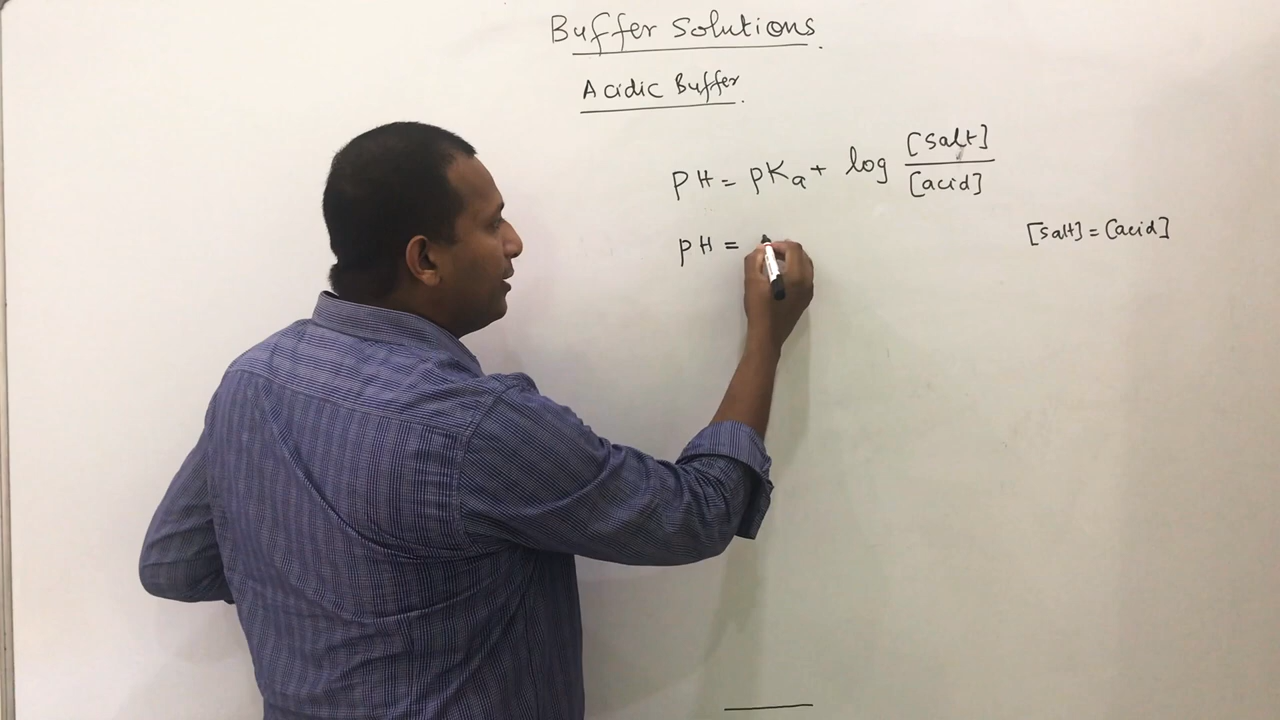 Buffer Solutions.
Acidic Buffer.
PH = pKa + log [Salt]/[acid]
[Salt] = [acid]
pH =